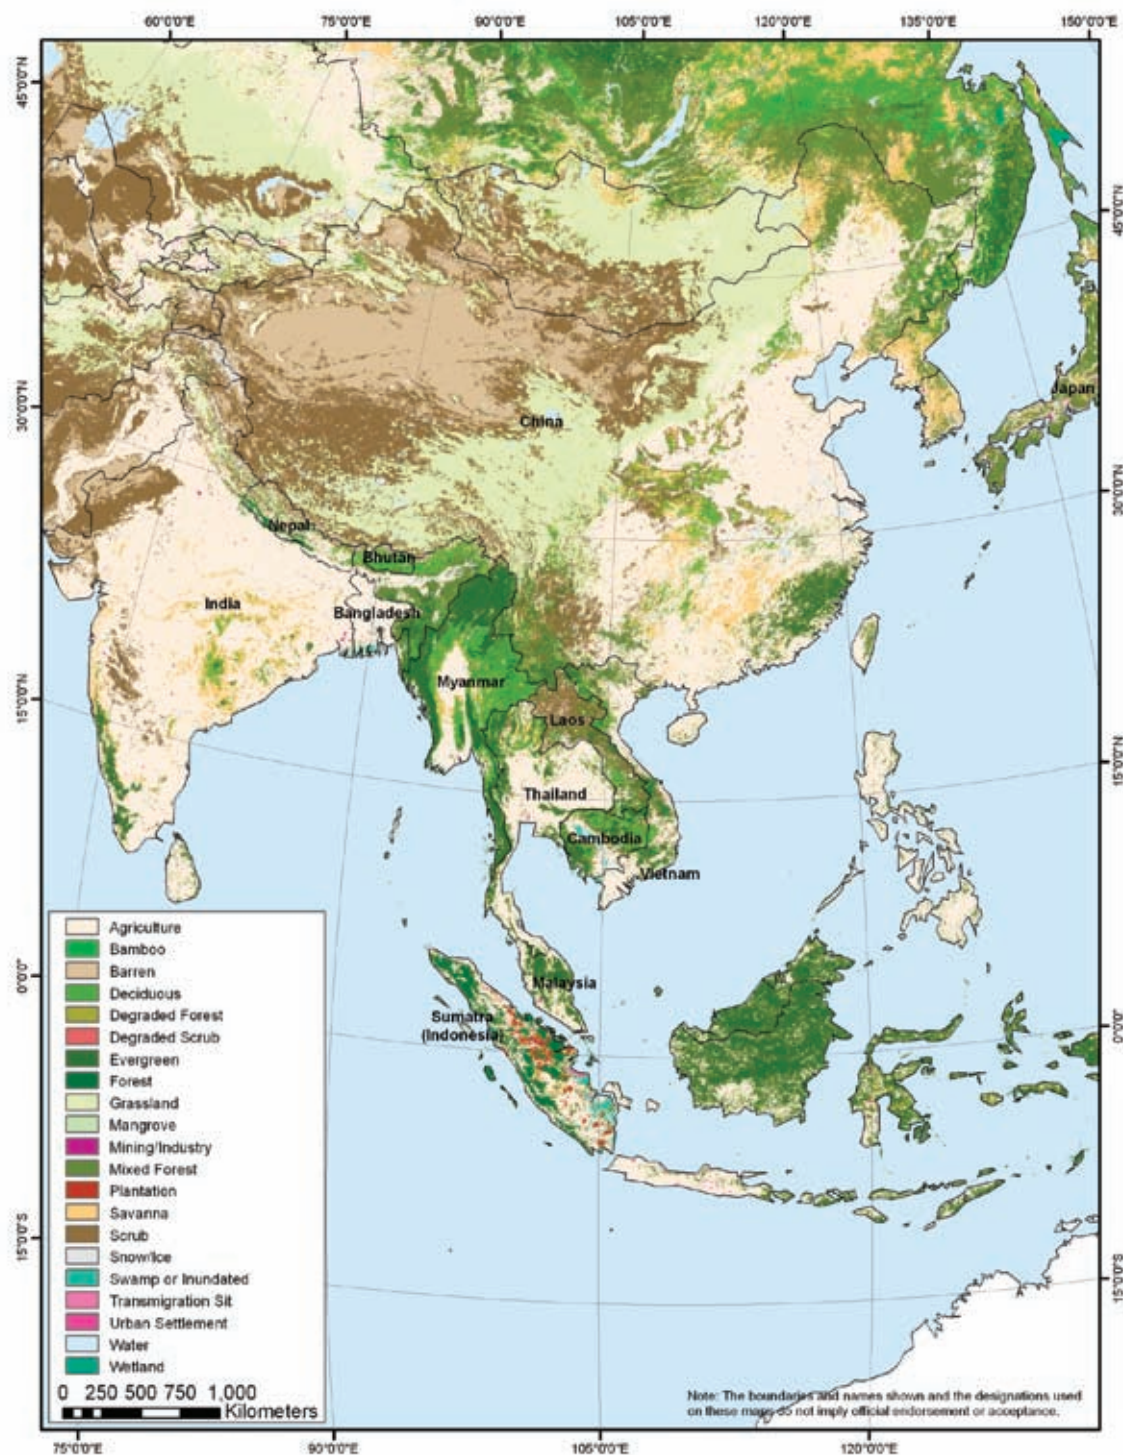 60°0'0"E 75°0'0"E 90°0'0"E 105°0'0"E 120°0'0"E 135°0'0"E 150°0'0"E
45°0'0"N
45°0'0"N
30°0'0"N
30°0'0"N
15°0'0"N
15°0'0"N
0°0'0"
0°0'0"
15°0'0"S
15°0'0"S
Japan
China
Nepal
Bhutan
India
Bangladesh
Myanmar
Laos
Thailand
Cambodia
Vietnam
Malaysia
Sumatra
(Indonesia)
Agriculture
Bamboo
Barren
Deciduous
Degraded Forest
Degraded Scrub
Evergreen
Forest
Grassland
Mangrove
Mining/Industry
Mixed Forest
Plantation
Savanna
Scrub
Snow/Ice
Swamp or Inundated
Transmigration Sit
Urban Settlement
Water
Wetland
0 250 500 750 1,000
Kilometers
Note: The boundaries and names shown and the designations used
on these maps do not imply official endorsement or acceptance.
75°0'0"E 90°0'0"E 105°0'0"E 120°0'0"E